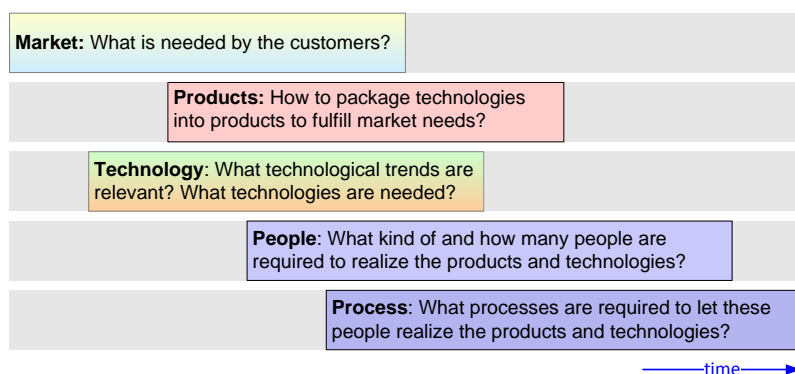 Market: What is needed by the customers?
Products: How to package technologies
into products to fulfill market needs?
Technology: What technological trends are
relevant? What technologies are needed?
People: What kind of and how many people are
required to realize the products and technologies?
Process: What processes are required to let these
people realize the products and technologies?
time